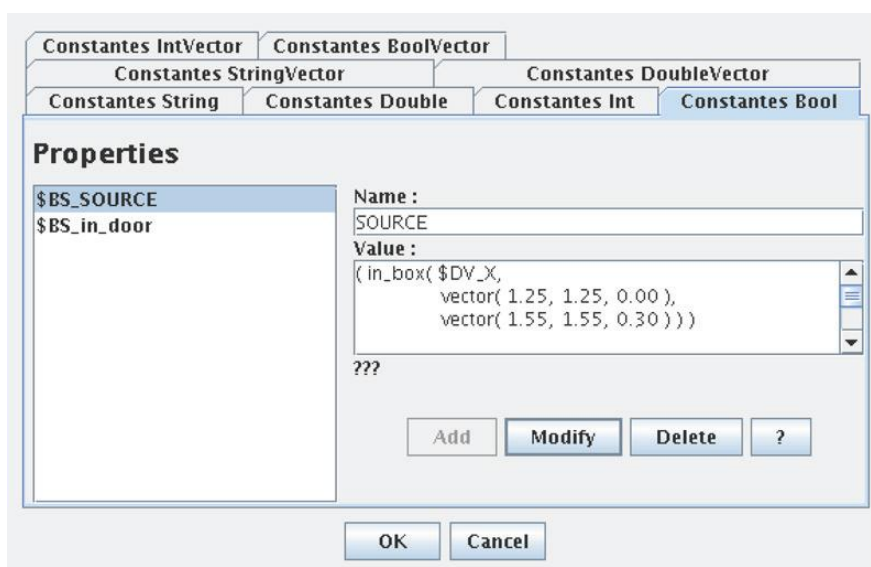 Constantes IntVector Constantes BoolVector
Constantes StringVector Constantes DoubleVector
Constantes String Constantes Double Constantes Int Constantes Bool
Properties
$BS_SOURCE
$BS_in_door
Name :
SOURCE
Value :
( in_box( $DV_X,
vector( 1.25, 1.25, 0.00 ),
vector( 1.55, 1.55, 0.30 ) ) )
???
Add Modify Delete ?
OK Cancel